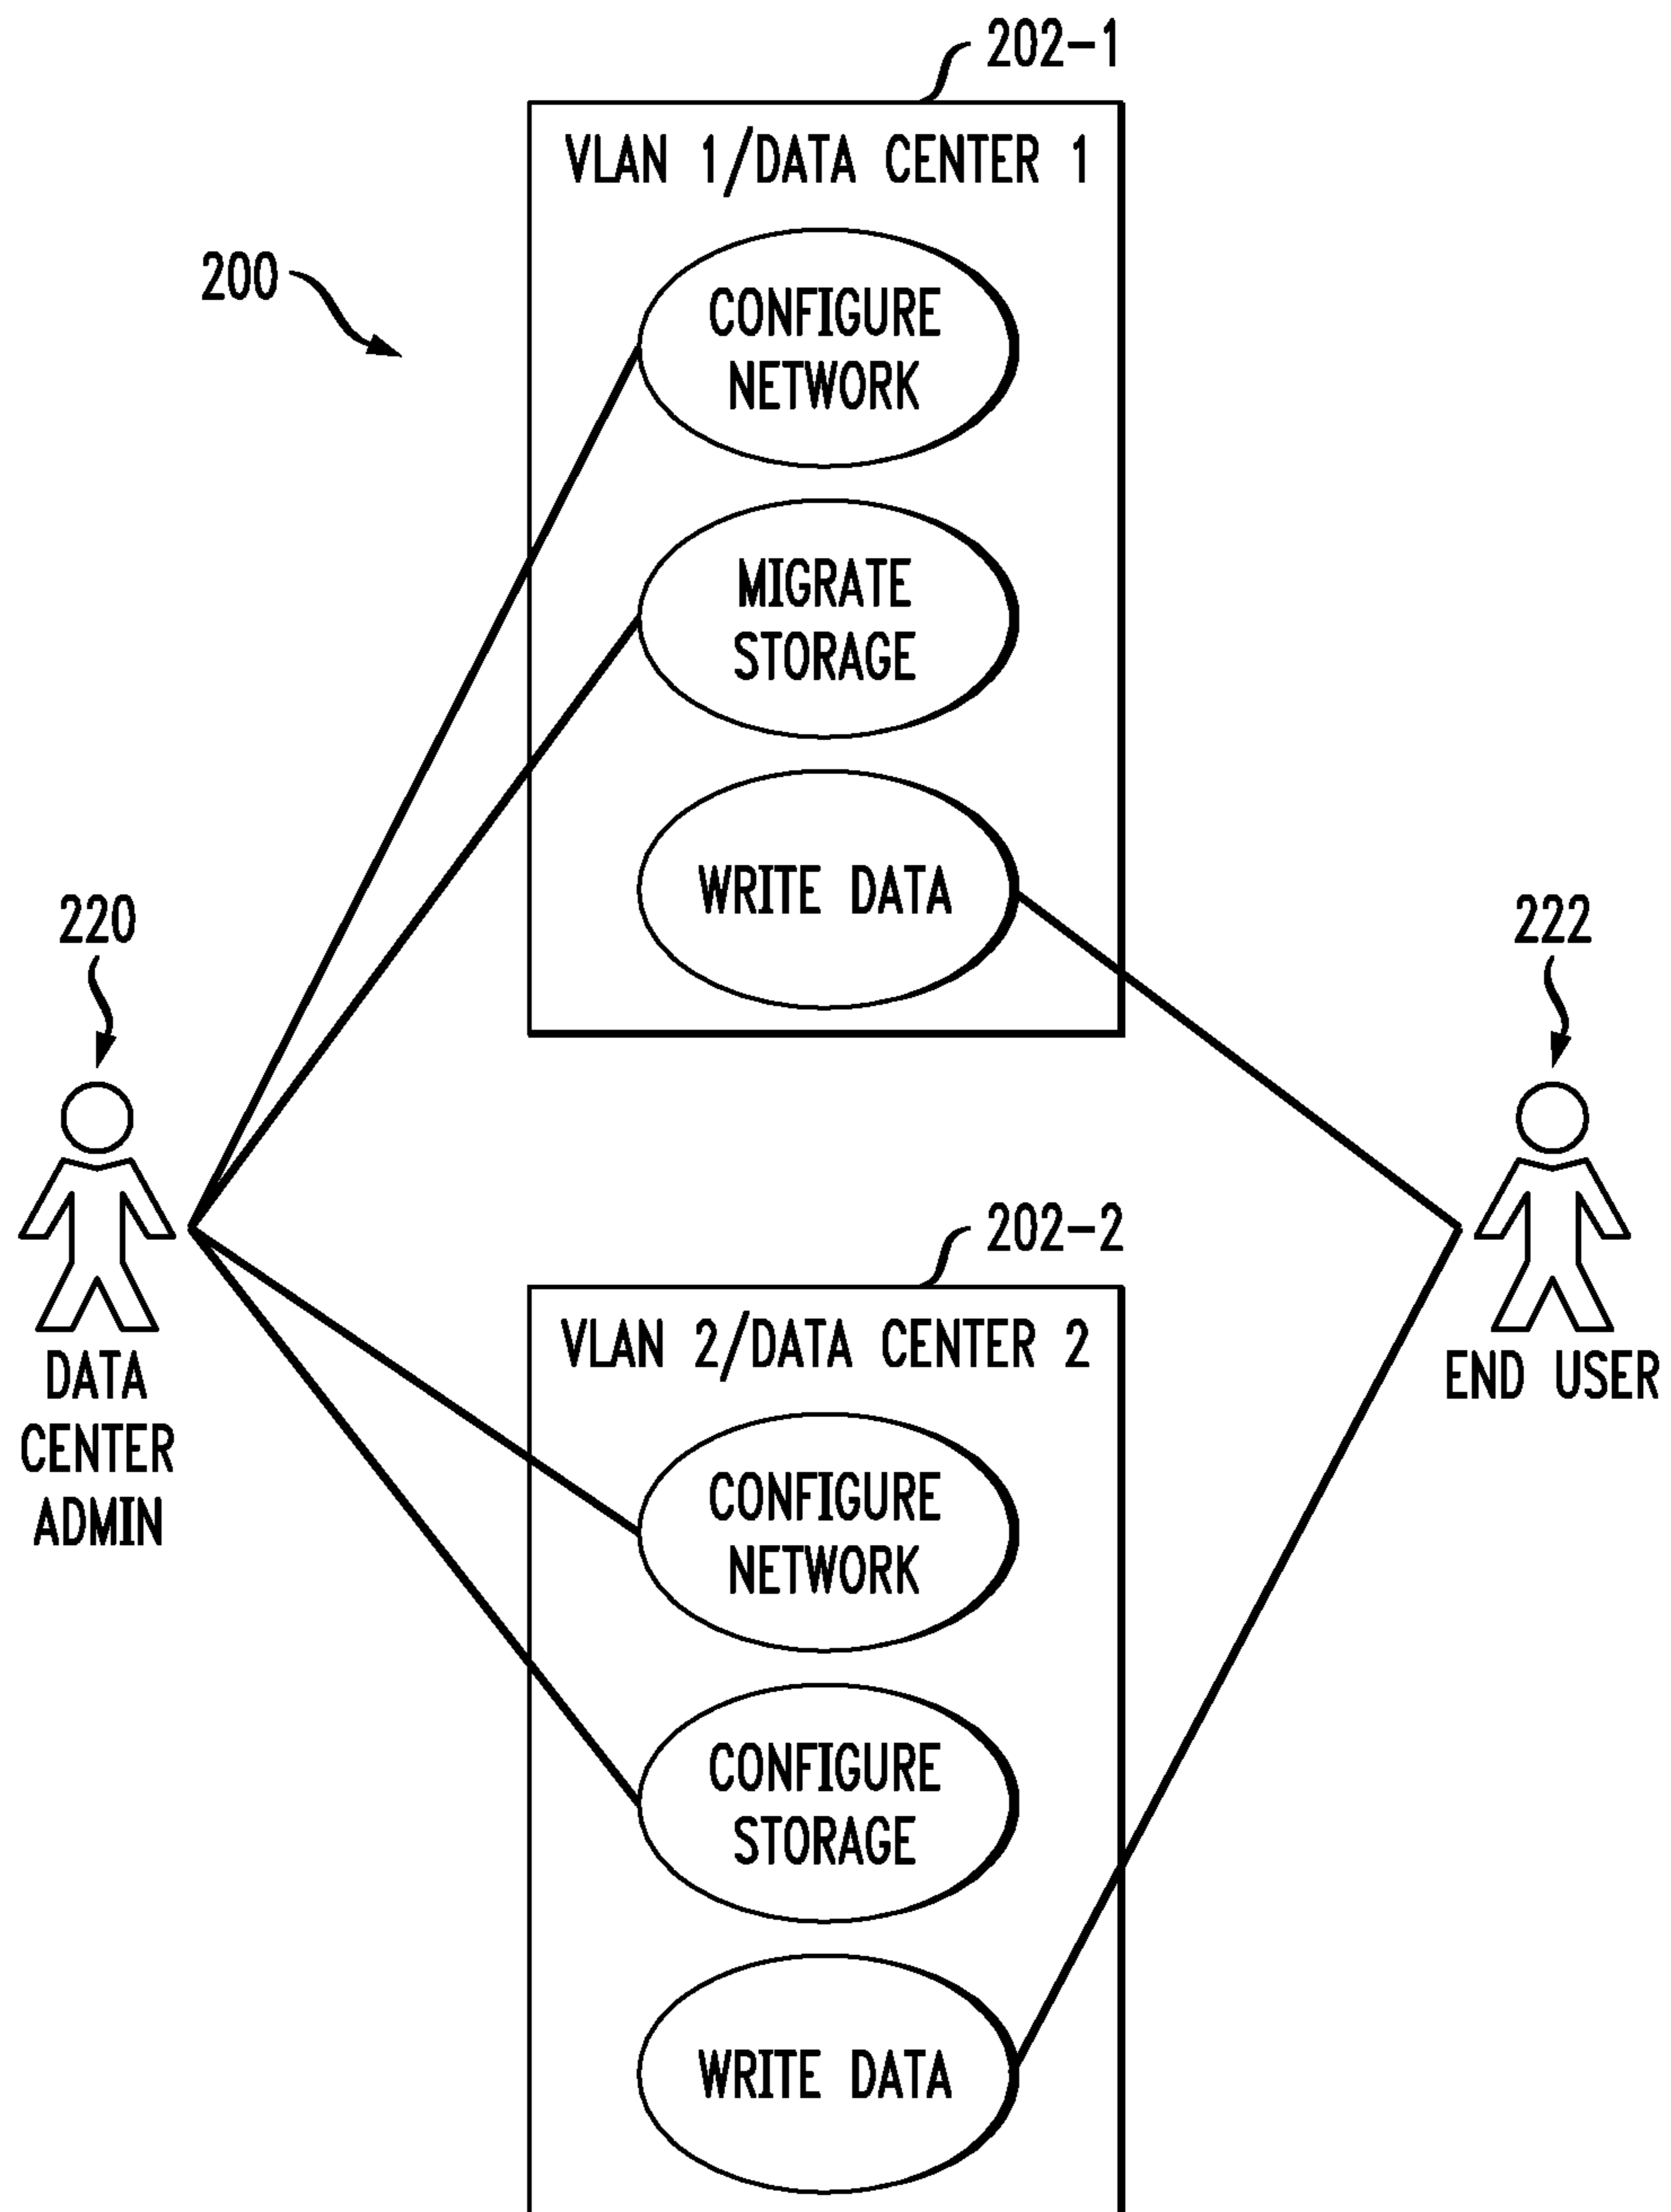 202-1
VLAN 1/DATA CENTER 1
200
CONFIGURE
NETWORK
MIGRATE
STORAGE
WRITE DATA
220
222
DATA
CENTER
ADMIN
END USER
202-2
VLAN 2/DATA CENTER 2
CONFIGURE
NETWORK
CONFIGURE
STORAGE
WRITE DATA